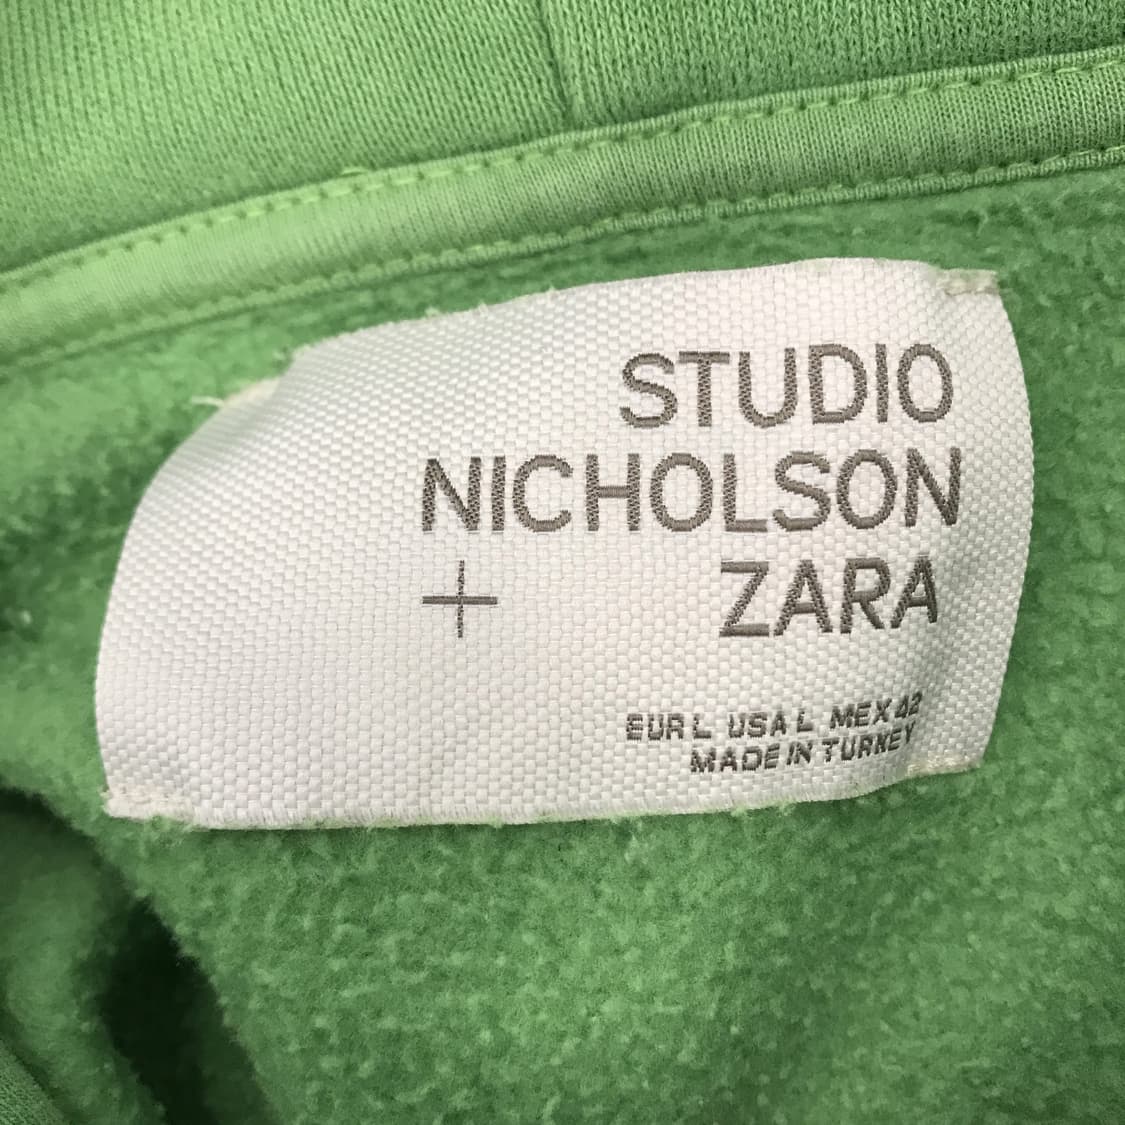 STUDIO
NICHOLSON
+ ZARA
EUR L USA L MEX 42
MADE IN TURKEY